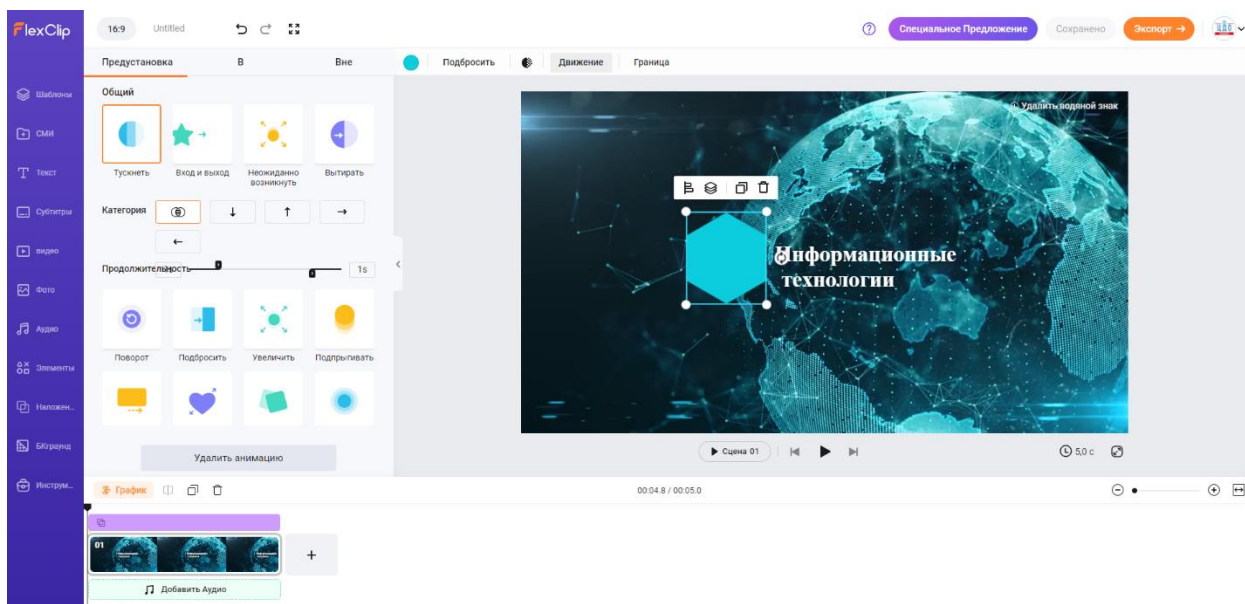 FlexClip
16:9 Untitled
Специальное Предложение Сохранено Экспорт →
Предустановка В Вне
Подбросить Движение Граница
Шаблоны
СМИ
Текст
Субтитры
видео
Фото
Аудио
Элементы
Наложен...
БКграунд
Инструм...
Общий
Тускнеть Вход и выход Неожиданно возникнуть Вытирать
Категория
Продолжительность 1s
Поворот Подбросить Увеличить Подпрыгивать
Удалить анимацию
Удалить водяной знак
Информационные
технологии
Сцена 01
5,0 с
График
00:04.8 / 00:05.0
01
Добавить Аудио